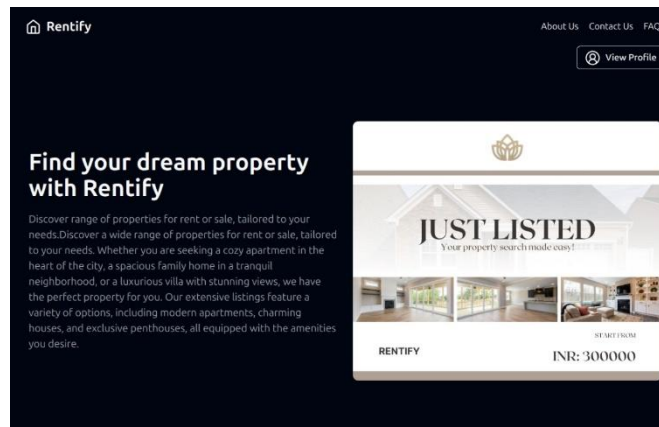 Rentify
About Us Contact Us FAQ
View Profile
Find your dream property
with Rentify
Discover range of properties for rent or sale, tailored to your
needs.Discover a wide range of properties for rent or sale, tailored
to your needs. Whether you are seeking a cozy apartment in the
heart of the city, a spacious family home in a tranquil
neighborhood, or a luxurious villa with stunning views, we have
the perfect property for you. Our extensive listings feature a
variety of options, including modern apartments, charming
houses, and exclusive penthouses, all equipped with the amenities
you desire.
JUST LISTED
Your property search made easy!
START FROM
RENTIFY
INR: 300000